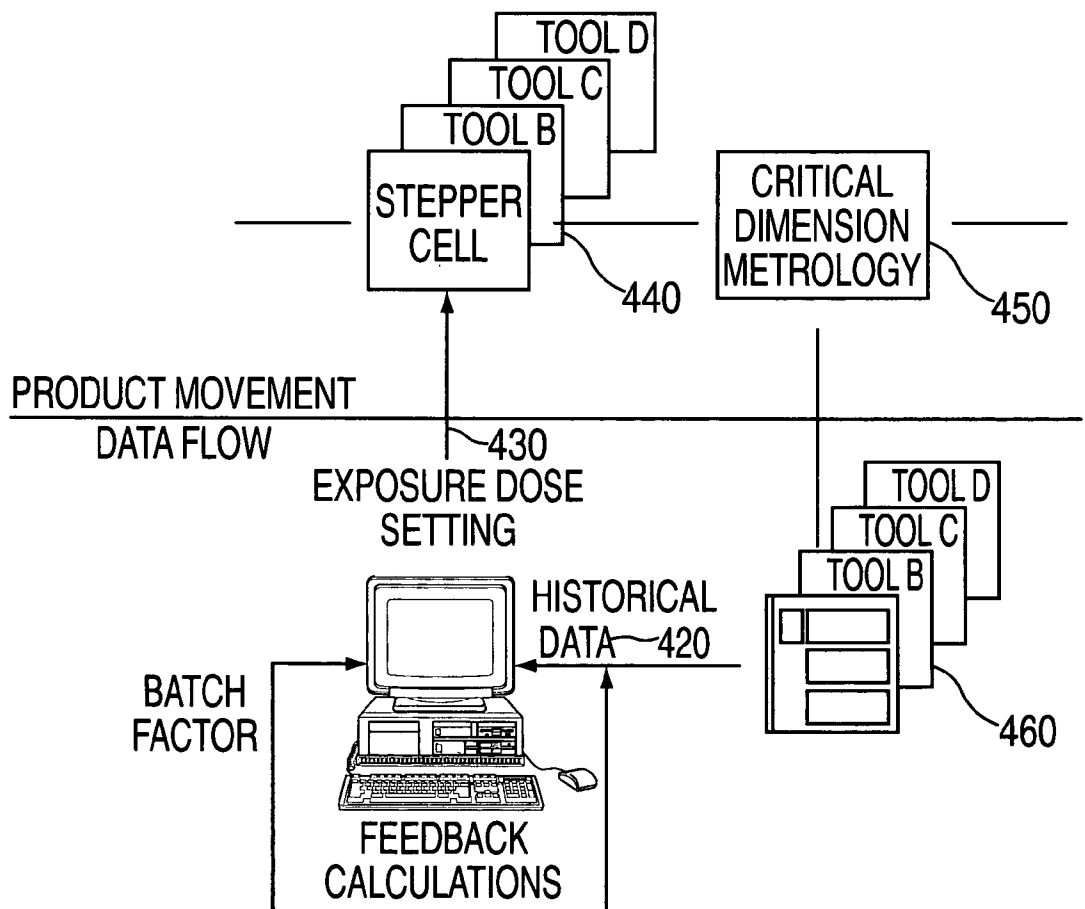 TOOL D
TOOL C
TOOL B
STEPPER
CELL
440
CRITICAL
DIMENSION
METROLOGY
450
PRODUCT MOVEMENT
DATA FLOW
430
EXPOSURE DOSE
SETTING
TOOL D
TOOL C
TOOL B
460
HISTORICAL
DATA 420
BATCH
FACTOR
FEEDBACK
CALCULATIONS